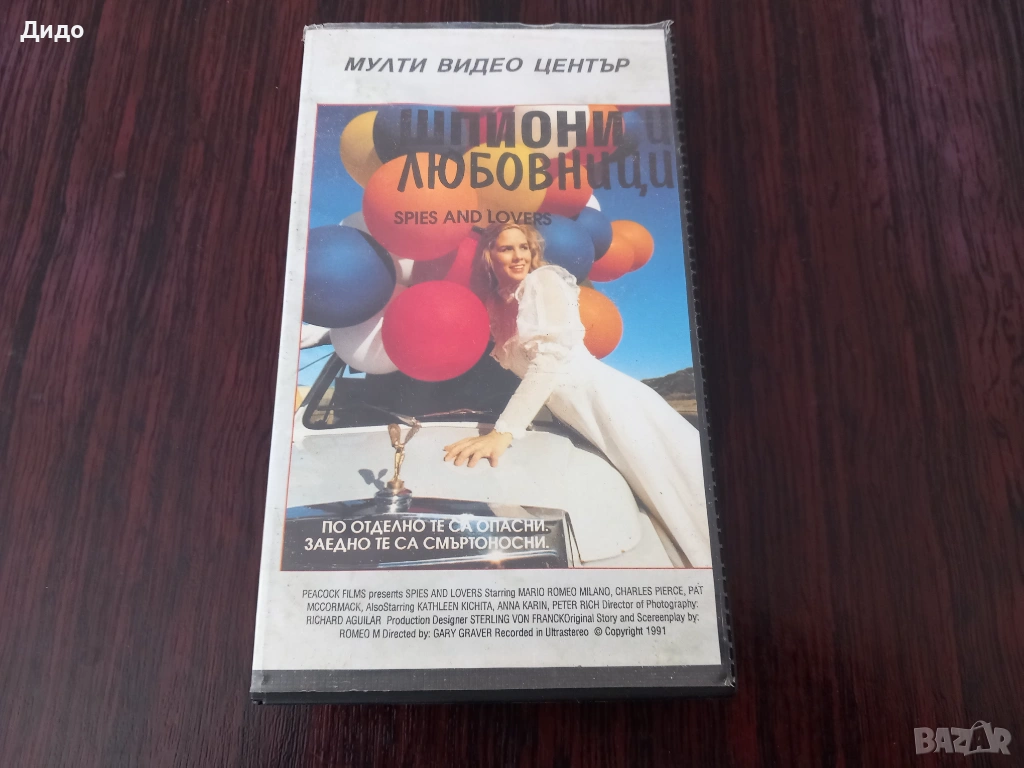 Дидо
МУЛТИ ВИДЕО ЦЕНТЪР
ШПИОНИ И
ЛЮБОВНИЦИ
SPIES AND LOVERS
ПО ОТДЕЛНО ТЕ СА ОПАСНИ.
ЗАЕДНО ТЕ СА СМЪРТОНОСНИ.
PEACOCK FILMS presents SPIES AND LOVERS Starring MARIO ROMEO MILANO, CHARLES PIERCE, PAT
MCCORMACK, AlsoStarring KATHLEEN KICHITA, ANNA KARIN, PETER RICH Director of Photography:
RICHARD AGUILAR Production Designer STERLING VON FRANCKOriginal Story and Scereenplay by:
ROMEO M Directed by: GARY GRAVER Recorded in Ultrastereo © Copyright 1991
BAZAR